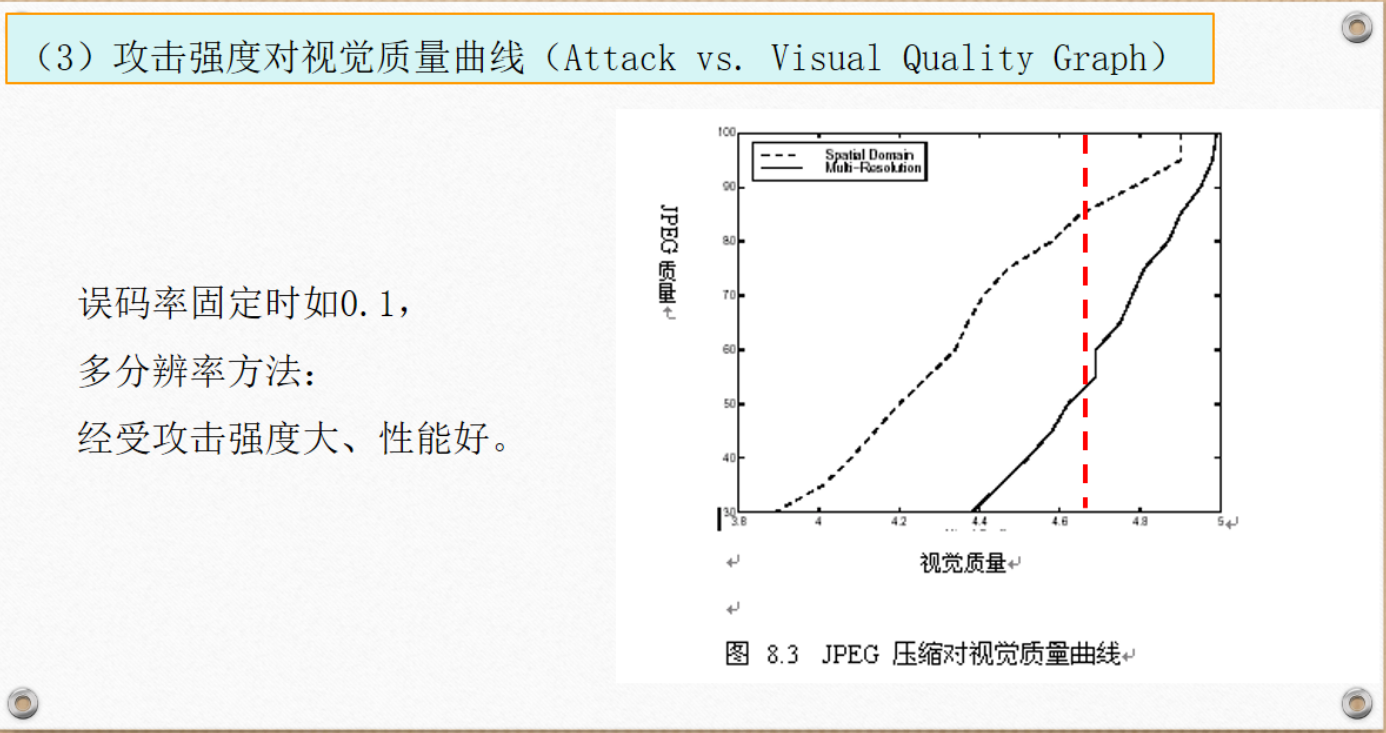 （3）攻击强度对视觉质量曲线（Attack vs. Visual Quality Graph）
误码率固定时如0.1，
多分辨率方法：
经受攻击强度大、性能好。
Spatial Domain
Multi-Resolution
JPEG 质量
100
90
80
70
60
50
40
30
3.8 4 4.2 4.4 4.6 4.8 5
视觉质量
图 8.3 JPEG 压缩对视觉质量曲线